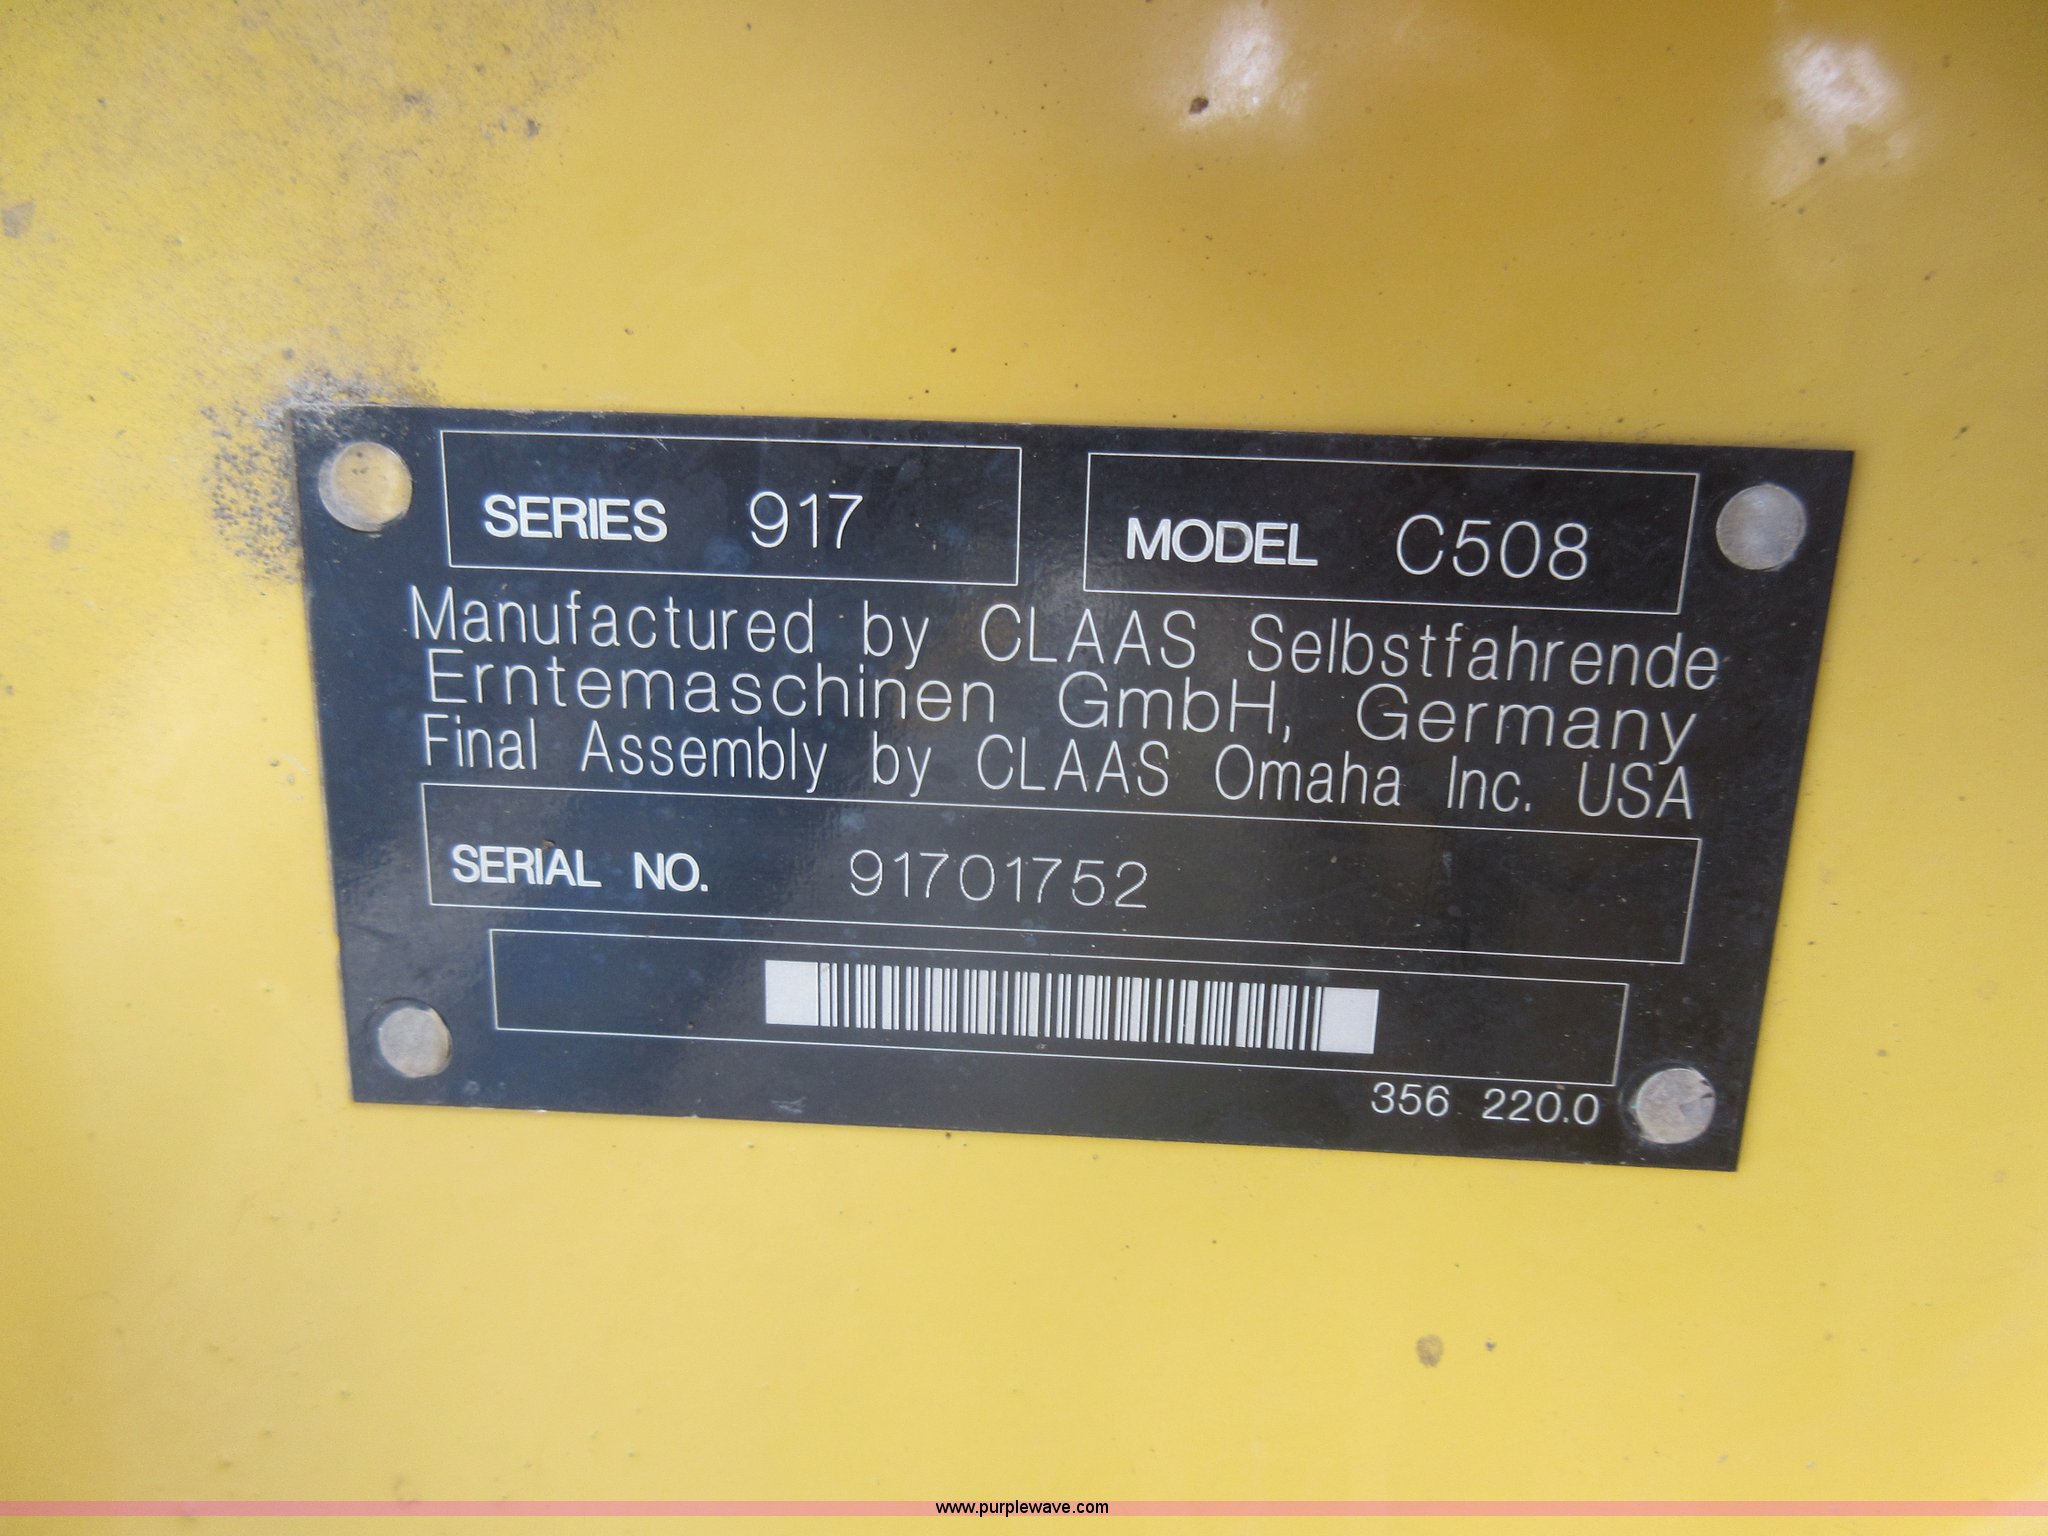 SERIES 917
MODEL C508
Manufactured by CLAAS Selbstfahrende
Erntemaschinen GmbH, Germany
Final Assembly by CLAAS Omaha Inc. USA
SERIAL NO. 91701752
356 220.0
www.purplewave.com